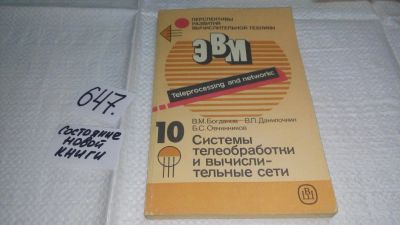 647.
состояние
новой
книги
ПЕРСПЕКТИВЫ
РАЗВИТИЯ
ВЫЧИСЛИТЕЛЬНОЙ ТЕХНИКИ
ЭВМ
Teleprocessing and networks
10
В.М.Богданов В.П.Данилочкин
Б.С.Овчинников
Системы
телеобработки
и вычисли-
тельные сети